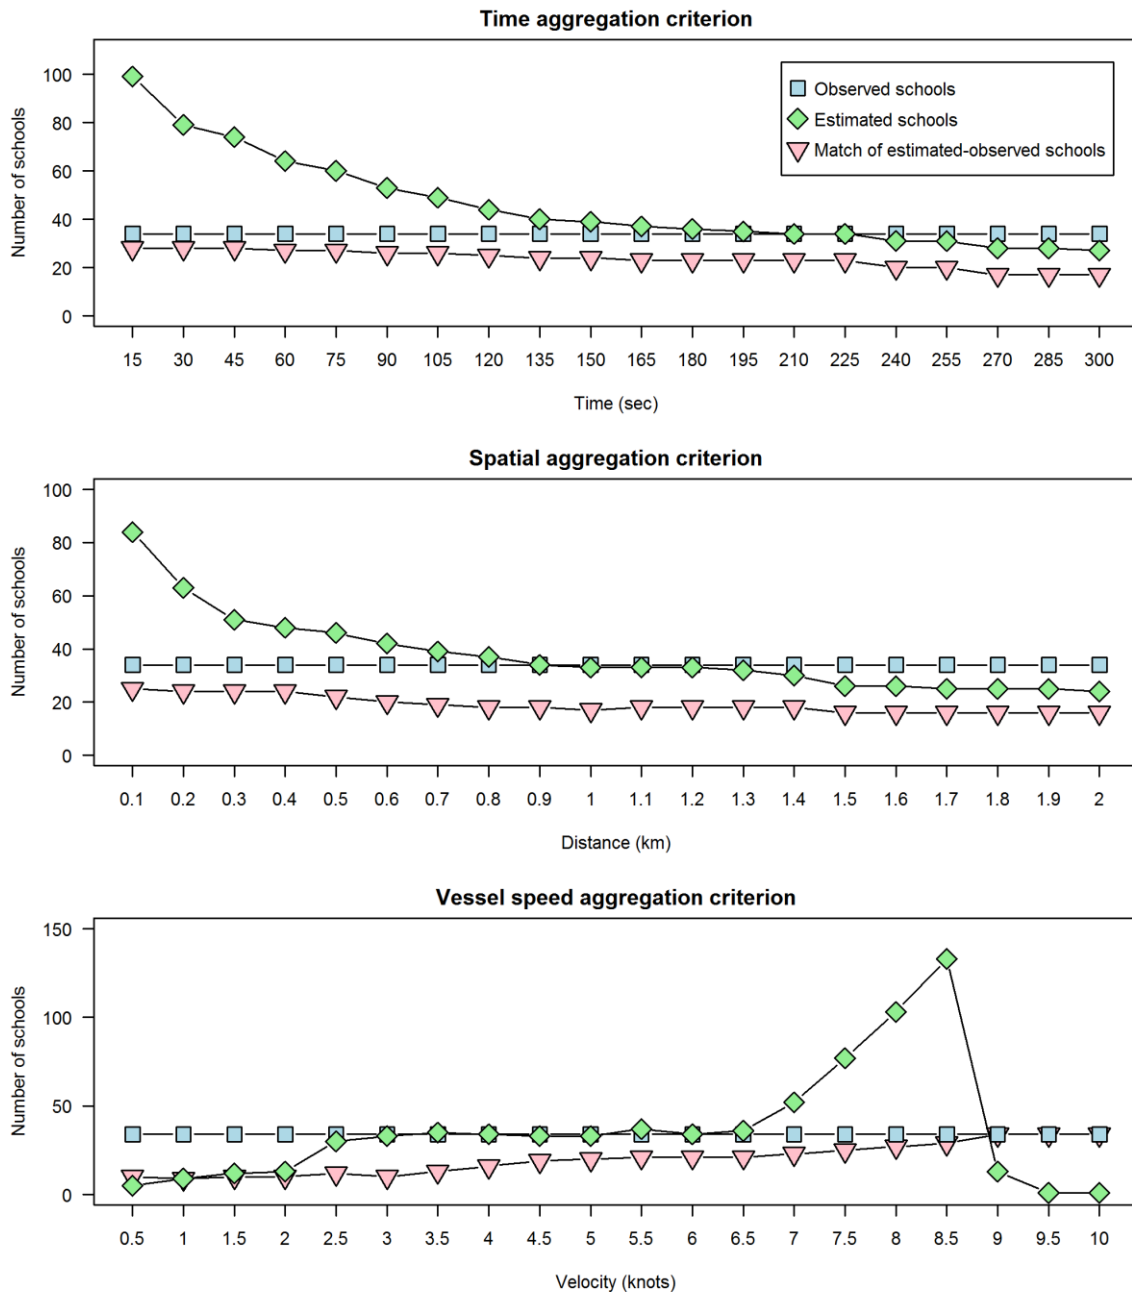 Time aggregation criterion
Number of schools
100
80
60
40
20
0
Observed schools
Estimated schools
Match of estimated-observed schools
15 30 45 60 75 90 105 120 135 150 165 180 195 210 225 240 255 270 285 300
Time (sec)
Spatial aggregation criterion
Number of schools
100
80
60
40
20
0
0.1 0.2 0.3 0.4 0.5 0.6 0.7 0.8 0.9 1 1.1 1.2 1.3 1.4 1.5 1.6 1.7 1.8 1.9 2
Distance (km)
Vessel speed aggregation criterion
Number of schools
150
100
50
0
0.5 1 1.5 2 2.5 3 3.5 4 4.5 5 5.5 6 6.5 7 7.5 8 8.5 9 9.5 10
Velocity (knots)